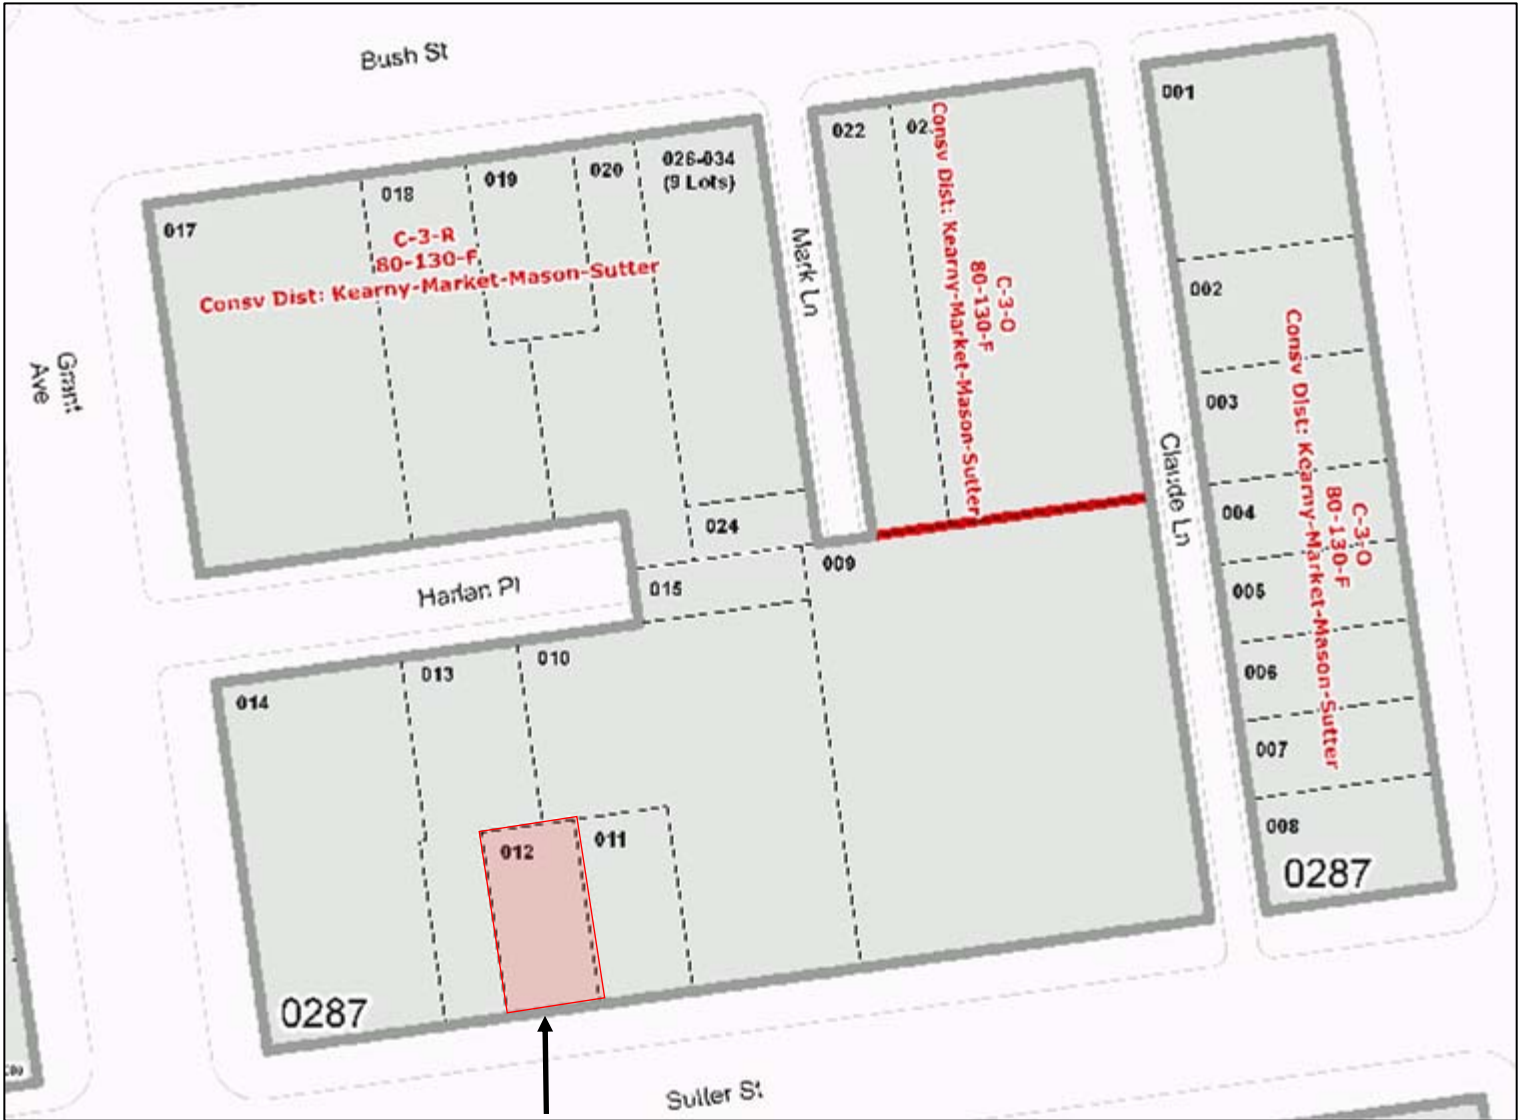 Bush St
001
022
02
026-034
(9 Lots)
020
019
018
017
C-3-R
80-130-F
Consv Dist: Kearny-Market-Mason-Sutter
Mark Ln
Consv Dist: Kearny-Market-Mason-Sutter
80-130-F
C-3-O
002
Grant
Ave
003
Claude Ln
Consv Dist: Kearny-Market-Mason-Sutter
80-130-F
C-3-O
004
024
009
015
Harlan Pl
005
010
013
014
006
007
008
012
011
0287
0287
Sutter St